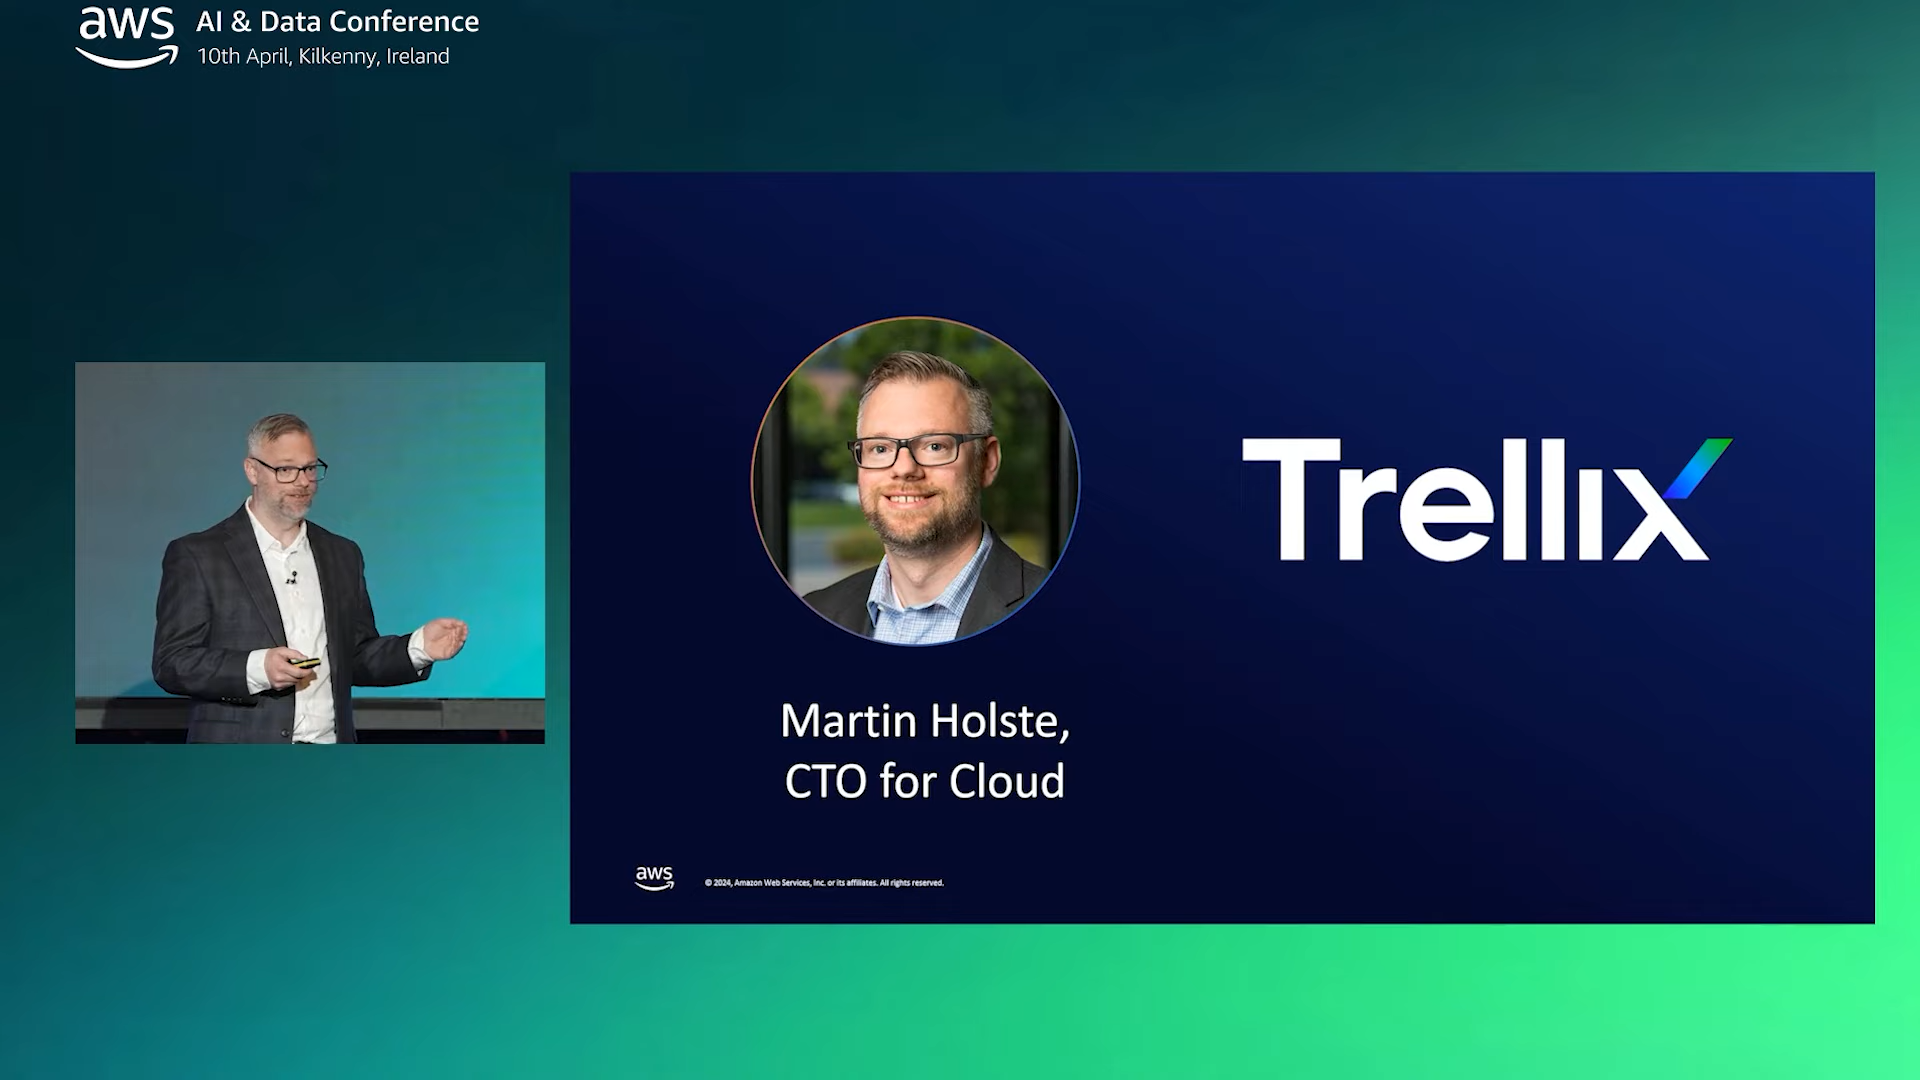 aws
AI & Data Conference
10th April, Kilkenny, Ireland
Trellix
Martin Holste,
CTO for Cloud
aws
© 2024, Amazon Web Services, Inc. or its affiliates. All rights reserved.